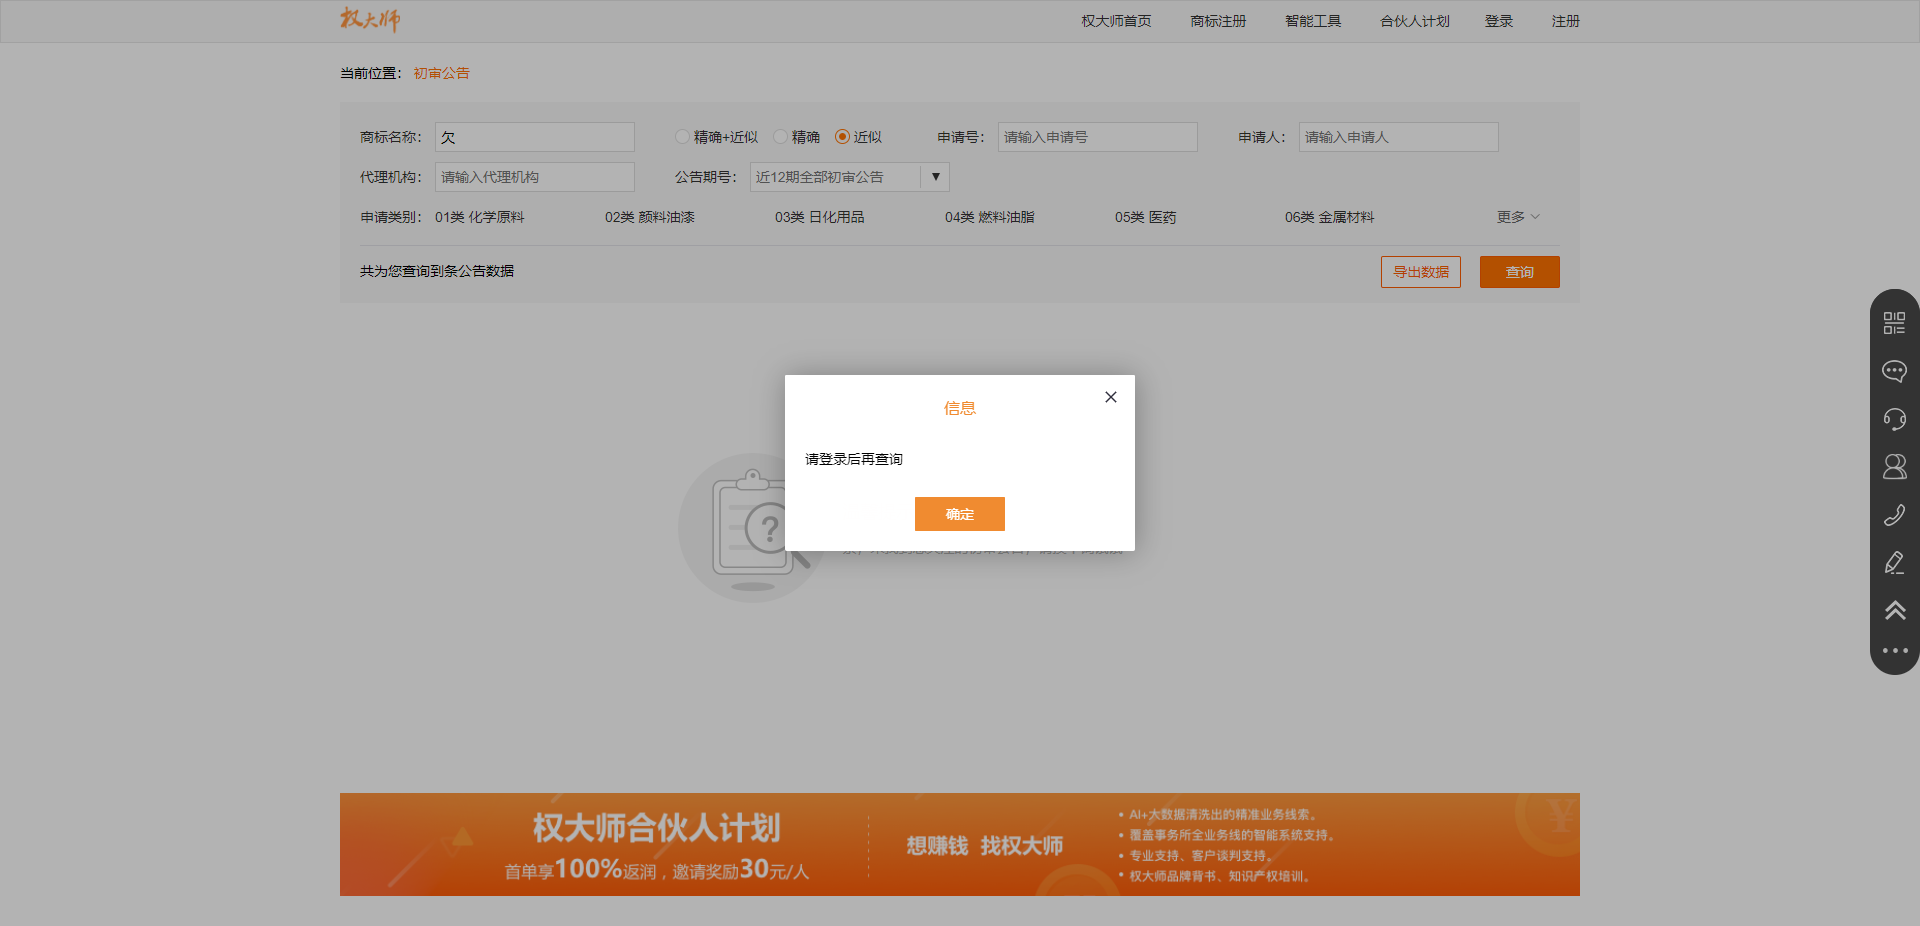 权大师
权大师首页 商标注册 智能工具 合伙人计划 登录 注册
当前位置： 初审公告
商标名称： 欠 精确+近似 精确 近似 申请号： 请输入申请号 申请人： 请输入申请人
代理机构： 请输入代理机构 公告期号： 近12期全部初审公告
申请类别： 01类 化学原料 02类 颜料油漆 03类 日化用品 04类 燃料油脂 05类 医药 06类 金属材料 更多
共为您查询到条公告数据 导出数据 查询
信息
请登录后再查询
确定
权大师合伙人计划
首单享100%返润，邀请奖励30元/人
想赚钱 找权大师
• AI+大数据清洗出的精准业务线索。
• 覆盖事务所全业务线的智能系统支持。
• 专业支持、客户谈判支持。
• 权大师品牌背书、知识产权培训。